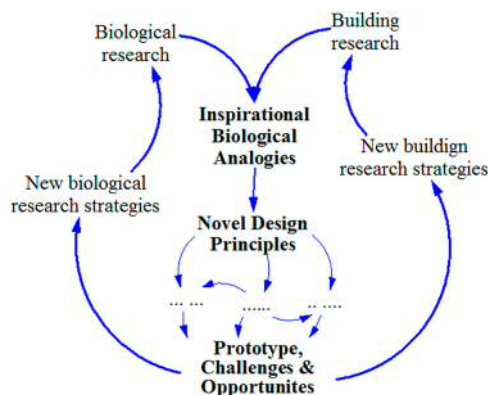 Biological
research
Building
research
Inspirational
Biological
Analogies
New biological
research strategies
New buildign
research strategies
Novel Design
Principles
... ...
......
.. ....
Prototype,
Challenges &
Opportunites